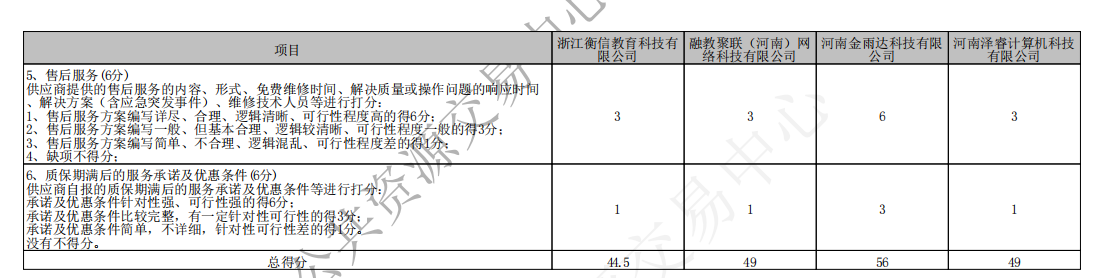 项目
浙江衡信教育科技有
限公司
融教聚联（河南）网
络科技有限公司
河南金雨达科技有限
公司
河南泽睿计算机科技
有限公司
5、售后服务(6分)
供应商提供的售后服务的内容、形式、免费维修时间、解决质量或操作问题的响应时间
、解决方案（含应急突发事件）、维修技术人员等进行打分：
1、售后服务方案编写详尽、合理、逻辑清晰、可行性程度高的得6分；
2、售后服务方案编写一般、但基本合理、逻辑较清晰、可行性程度一般的得3分；
3、售后服务方案编写简单、不合理、逻辑混乱、可行性程度差的得1分；
4、缺项不得分；
3
3
6
3
6、质保期满后的服务承诺及优惠条件(6分)
供应商自报的质保期满后的服务承诺及优惠条件等进行打分：
承诺及优惠条件针对性强、可行性强的得6分；
承诺及优惠条件比较完整，有一定针对性可行性的得3分；
承诺及优惠条件简单，不详细，针对性可行性差的得1分。
没有不得分。
1
1
3
1
总得分
44.5
49
56
49
公共资源交易中心
交易中心